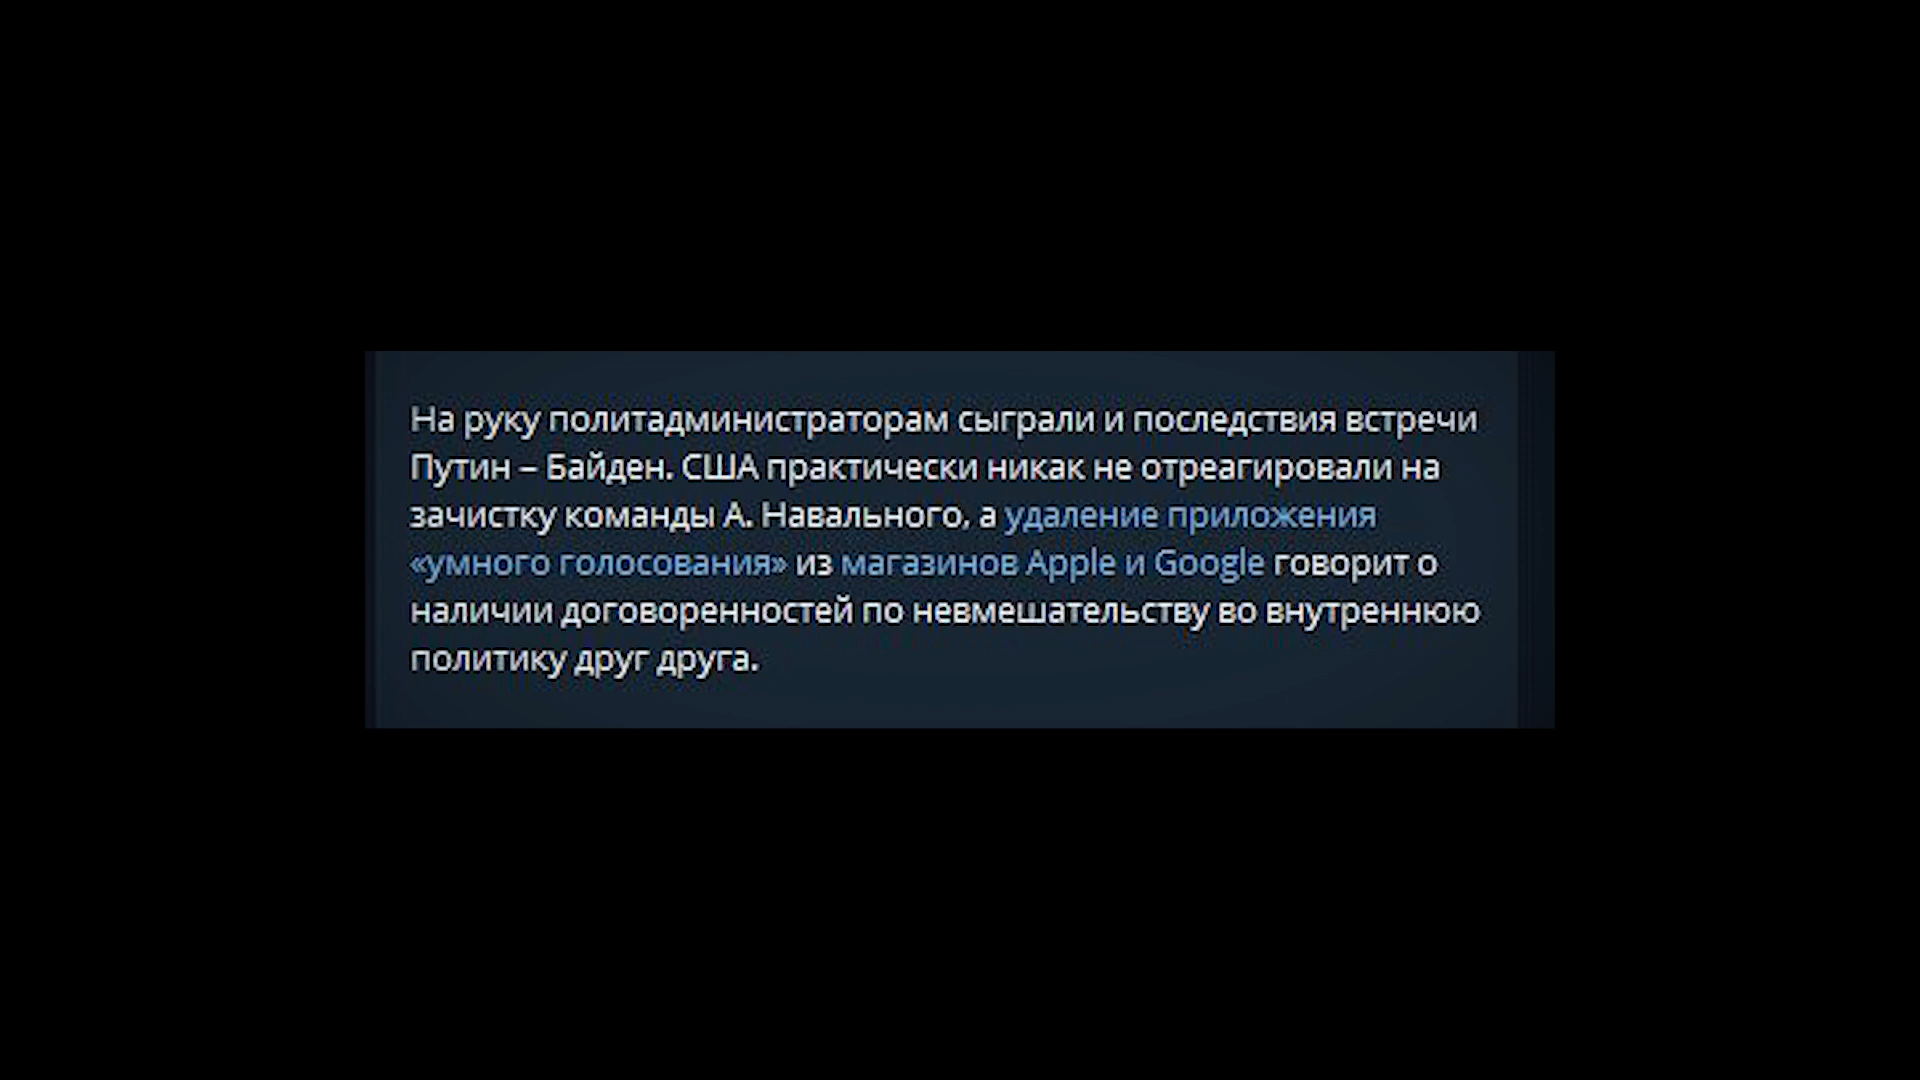 На руку политадминистраторам сыграли и последствия встречи
Путин – Байден. США практически никак не отреагировали на
зачистку команды А. Навального, а удаление приложения
«умного голосования» из магазинов Apple и Google говорит о
наличии договоренностей по невмешательству во внутреннюю
политику друг друга.